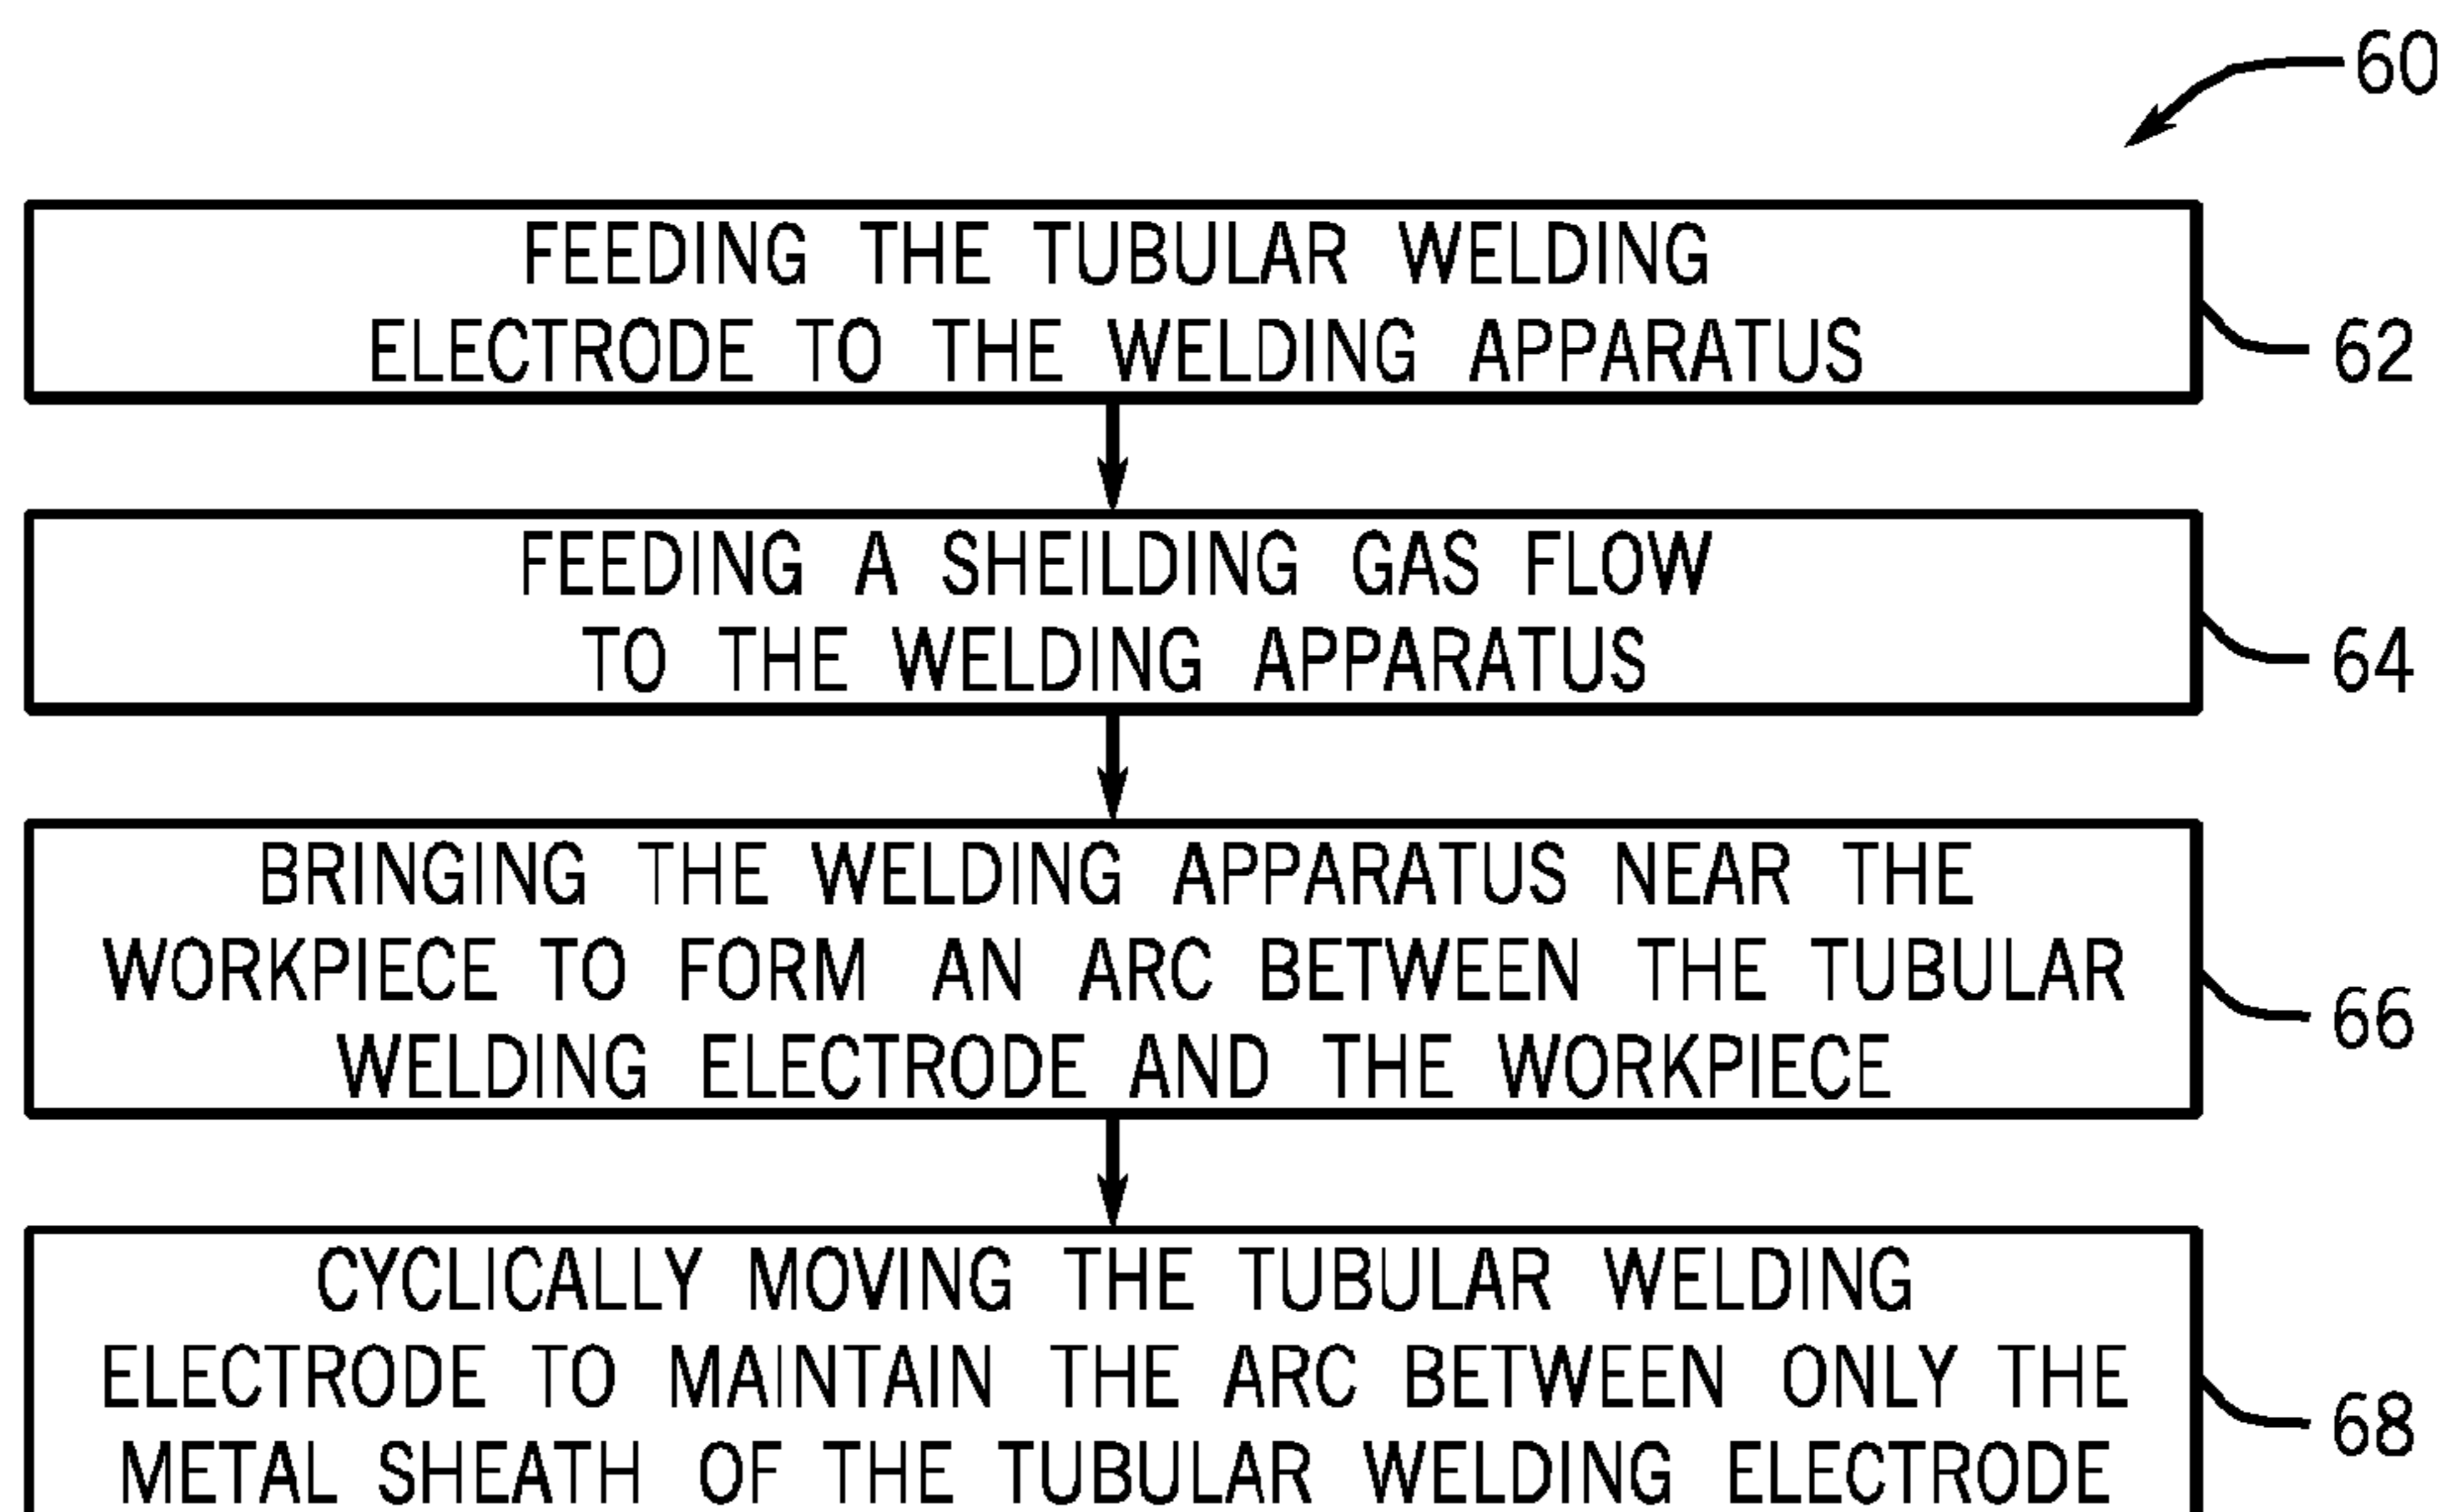 60
FEEDING THE TUBULAR WELDING
ELECTRODE TO THE WELDING APPARATUS
62
FEEDING A SHEILDING GAS FLOW
TO THE WELDING APPARATUS
64
BRINGING THE WELDING APPARATUS NEAR THE
WORKPIECE TO FORM AN ARC BETWEEN THE TUBULAR
WELDING ELECTRODE AND THE WORKPIECE
66
CYCLICALLY MOVING THE TUBULAR WELDING
ELECTRODE TO MAINTAIN THE ARC BETWEEN ONLY THE
METAL SHEATH OF THE TUBULAR WELDING ELECTRODE
68